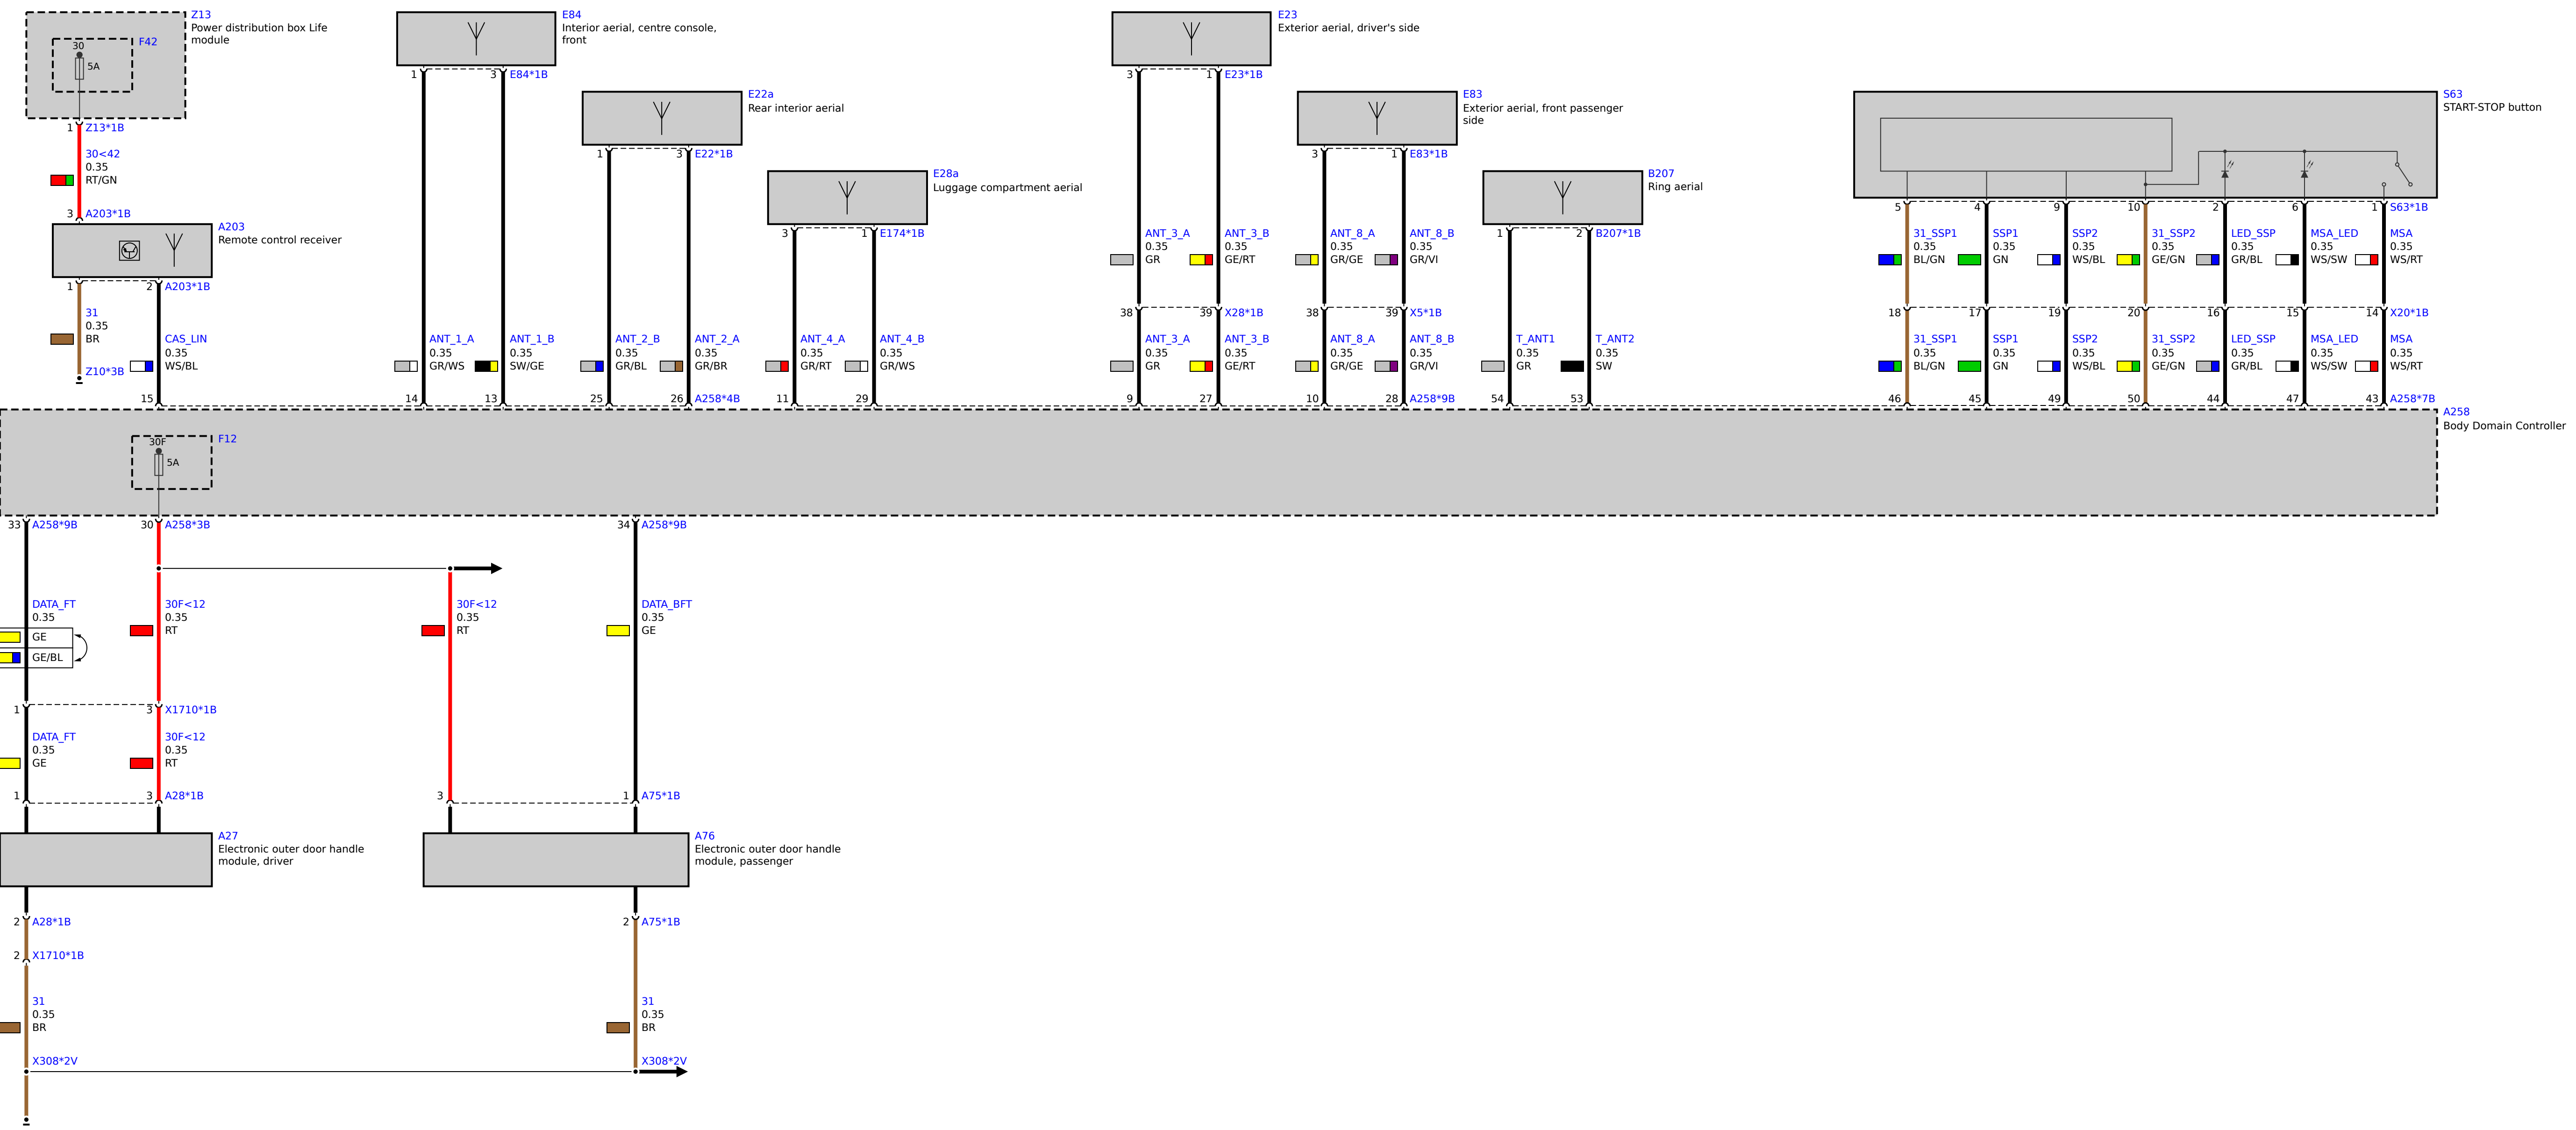 Z13
Power distribution box Life
module
F42
30
5A
1 Z13*1B
30<42
0.35
RT/GN
3 A203*1B
A203
Remote control receiver
1 2 A203*1B
31
0.35
BR
Z10*3B
CAS_LIN
0.35
WS/BL
15
E84
Interior aerial, centre console,
front
1 3 E84*1B
ANT_1_A
0.35
GR/WS
14
ANT_1_B
0.35
SW/GE
13
E22a
Rear interior aerial
1 3 E22*1B
ANT_2_B
0.35
GR/BL
25
ANT_2_A
0.35
GR/BR
26 A258*4B
E28a
Luggage compartment aerial
3 1 E174*1B
ANT_4_A
0.35
GR/RT
11
ANT_4_B
0.35
GR/WS
29
E23
Exterior aerial, driver's side
3 1 E23*1B
ANT_3_A
0.35
GR
ANT_3_B
0.35
GE/RT
38 39 X28*1B
ANT_3_A
0.35
GR
9
ANT_3_B
0.35
GE/RT
27
E83
Exterior aerial, front passenger
side
3 1 E83*1B
ANT_8_A
0.35
GR/GE
ANT_8_B
0.35
GR/VI
38 39 X5*1B
ANT_8_A
0.35
GR/GE
10
ANT_8_B
0.35
GR/VI
28 A258*9B
B207
Ring aerial
1 2 B207*1B
T_ANT1
0.35
GR
54
T_ANT2
0.35
SW
53
S63
START-STOP button
5 4 9 10 2 6 1 S63*1B
31_SSP1 SSP1 SSP2 31_SSP2 LED_SSP MSA_LED MSA
0.35 0.35 0.35 0.35 0.35 0.35 0.35
BL/GN GN WS/BL GE/GN GR/BL WS/SW WS/RT
18 17 19 20 16 15 14 X20*1B
31_SSP1 SSP1 SSP2 31_SSP2 LED_SSP MSA_LED MSA
0.35 0.35 0.35 0.35 0.35 0.35 0.35
BL/GN GN WS/BL GE/GN GR/BL WS/SW WS/RT
46 45 49 50 44 47 43 A258*7B
A258
Body Domain Controller
30F
F12
5A
33 A258*9B
30 A258*3B
34 A258*9B
DATA_FT
0.35
GE
GE/BL
30F<12
0.35
RT
30F<12
0.35
RT
DATA_BFT
0.35
GE
1 3 X1710*1B
DATA_FT
0.35
GE
30F<12
0.35
RT
1 3 A28*1B
3 1 A75*1B
A27
Electronic outer door handle
module, driver
A76
Electronic outer door handle
module, passenger
2 A28*1B
2 A75*1B
2 X1710*1B
31
0.35
BR
31
0.35
BR
X308*2V
X308*2V